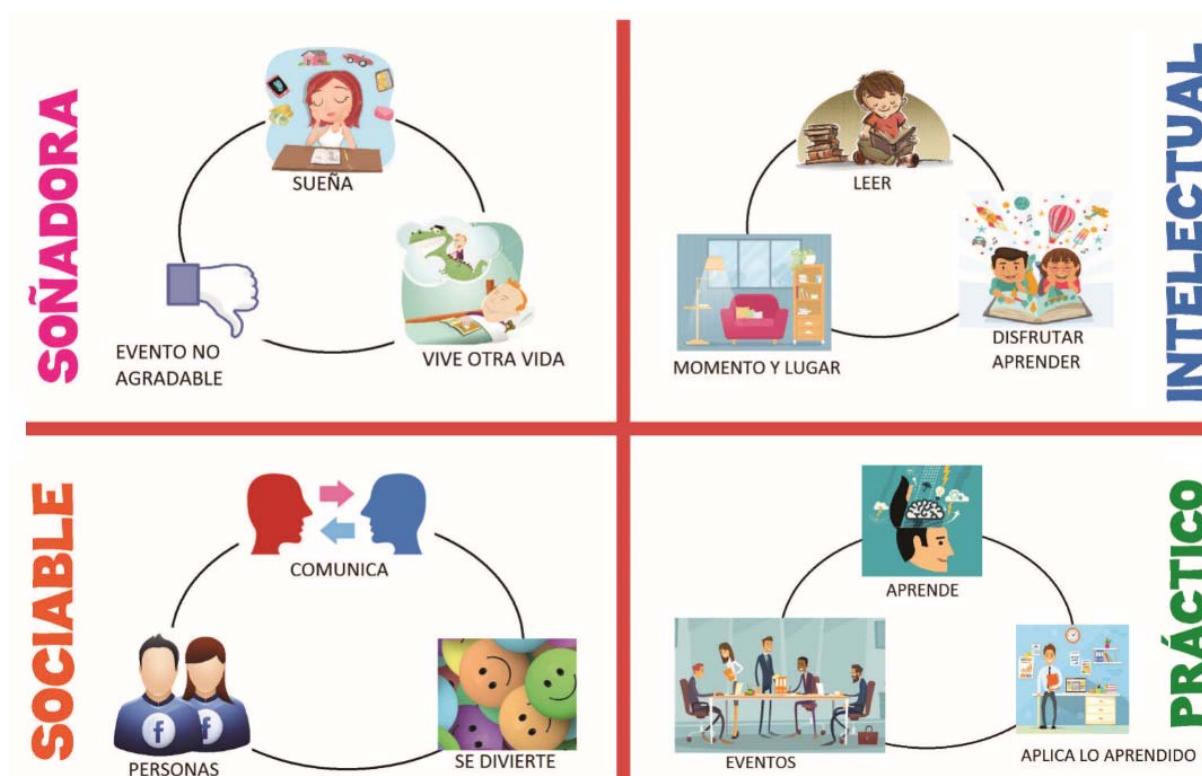 SOÑADORA
SUEÑA
EVENTO NO
AGRADABLE
VIVE OTRA VIDA
INTELECTUAL
LEER
MOMENTO Y LUGAR
DISFRUTAR
APRENDER
SOCIABLE
COMUNICA
f
f
PERSONAS
SE DIVIERTE
PRÁCTICO
APRENDE
EVENTOS
APLICA LO APRENDIDO